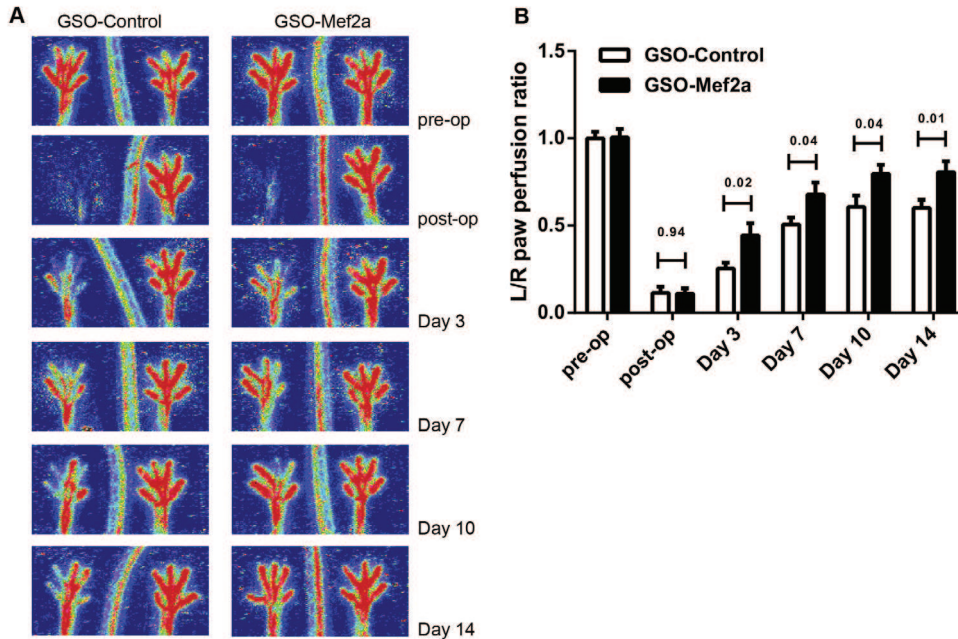 A
GSO-Control
GSO-Mef2a
pre-op
post-op
Day 3
Day 7
Day 10
Day 14
B
L/R paw perfusion ratio
1.5
1.0
0.5
0.0
GSO-Control
GSO-Mef2a
0.94
0.02
0.04
0.04
0.01
pre-op
post-op
Day 3
Day 7
Day 10
Day 14